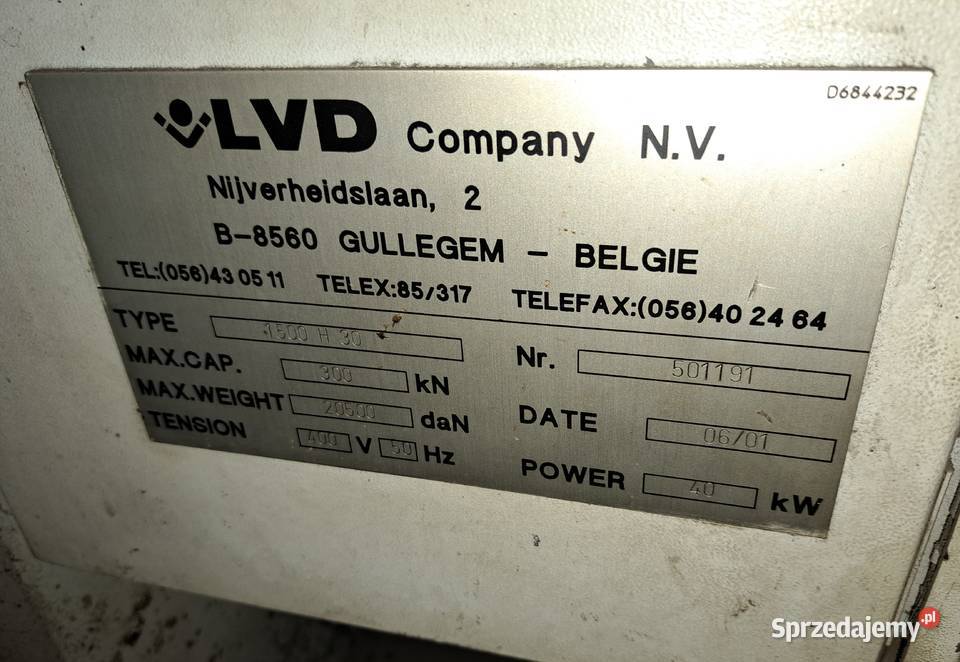 D6844232
LVD Company N.V.
Nijverheidslaan, 2
B-8560 GULLEGEM - BELGIE
TEL:(056)43 05 11 TELEX:85/317 TELEFAX:(056)40 24 64
TYPE 1500 H 30
MAX.CAP. 300 kN
MAX.WEIGHT 20500 daN
TENSION 400 V 50 Hz
Nr. 501191
DATE 06/01
POWER 40 kW
Sprzedajemy.pl